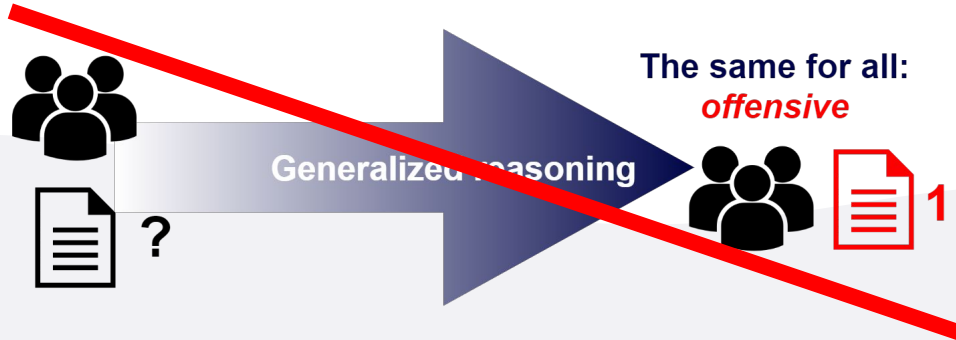 The same for all:
offensive
Generalized reasoning
?
1